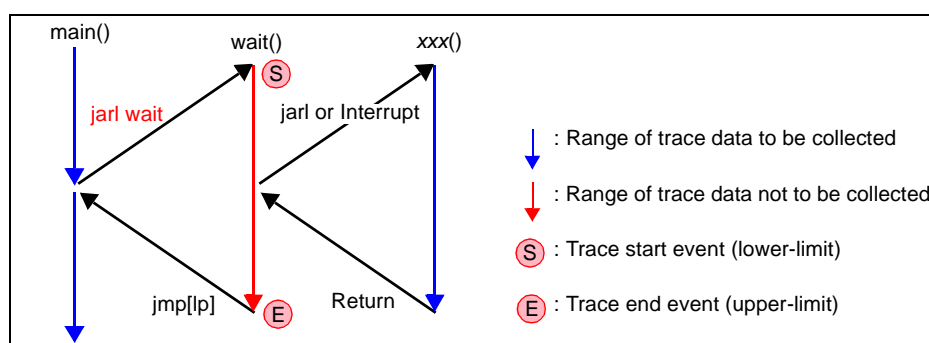 main()
wait()
xxx()
S
jarl wait
jarl or Interrupt
: Range of trace data to be collected
: Range of trace data not to be collected
S : Trace start event (lower-limit)
jmp[lp]
E
Return
E : Trace end event (upper-limit)